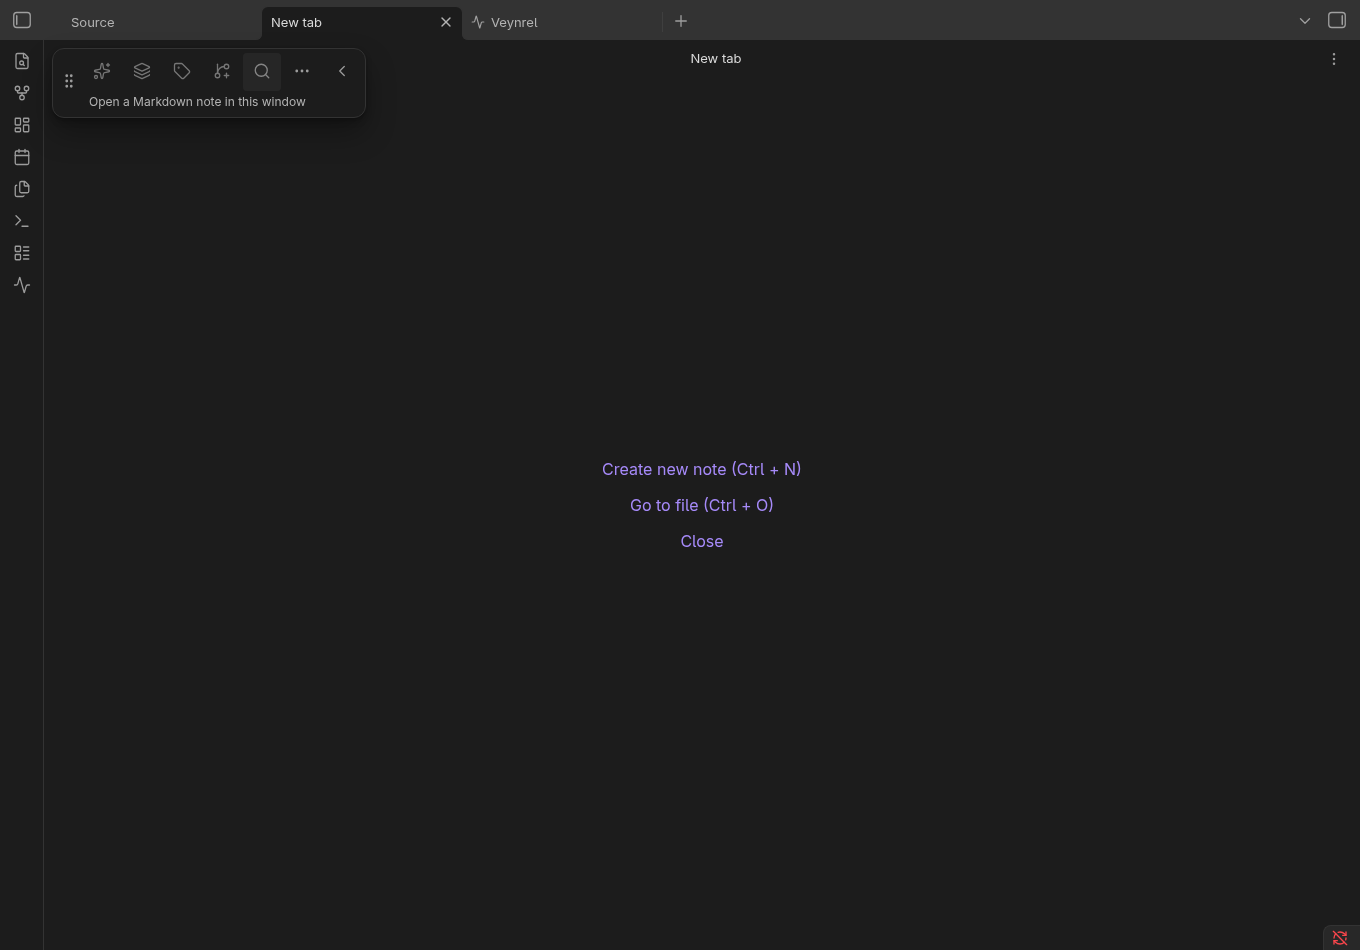 Source
New tab
Veynrel
New tab
Open a Markdown note in this window
Create new note (Ctrl + N)
Go to file (Ctrl + O)
Close